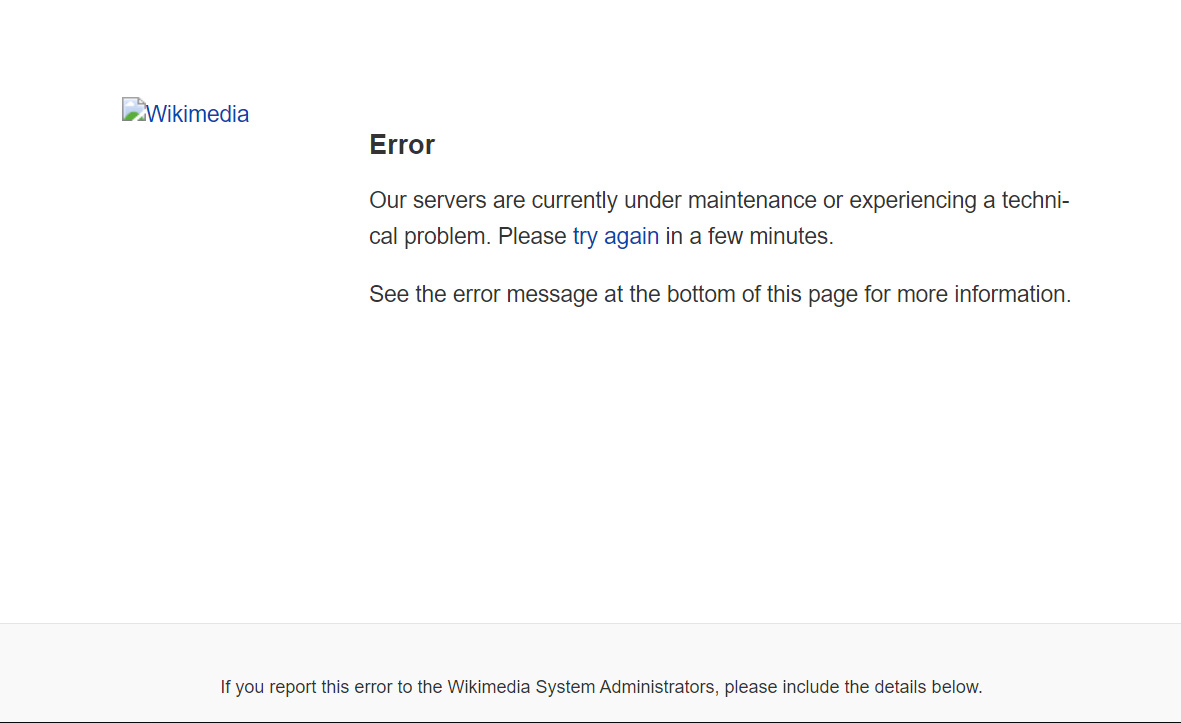 Wikimedia
Error
Our servers are currently under maintenance or experiencing a techni-
cal problem. Please try again in a few minutes.
See the error message at the bottom of this page for more information.
If you report this error to the Wikimedia System Administrators, please include the details below.